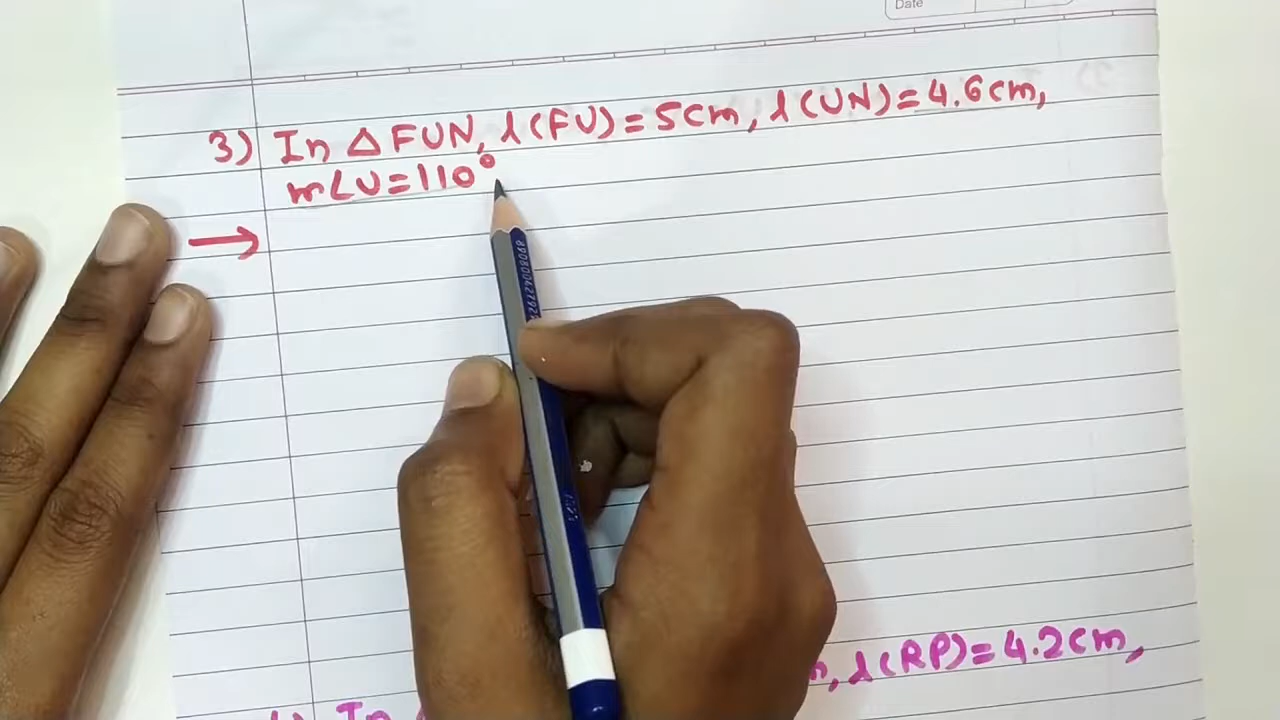 Date
3) In △FUN, l(FU)=5cm, l(UN)=4.6cm,
m∠U=110°
→
m, l(RP)=4.2cm,
In